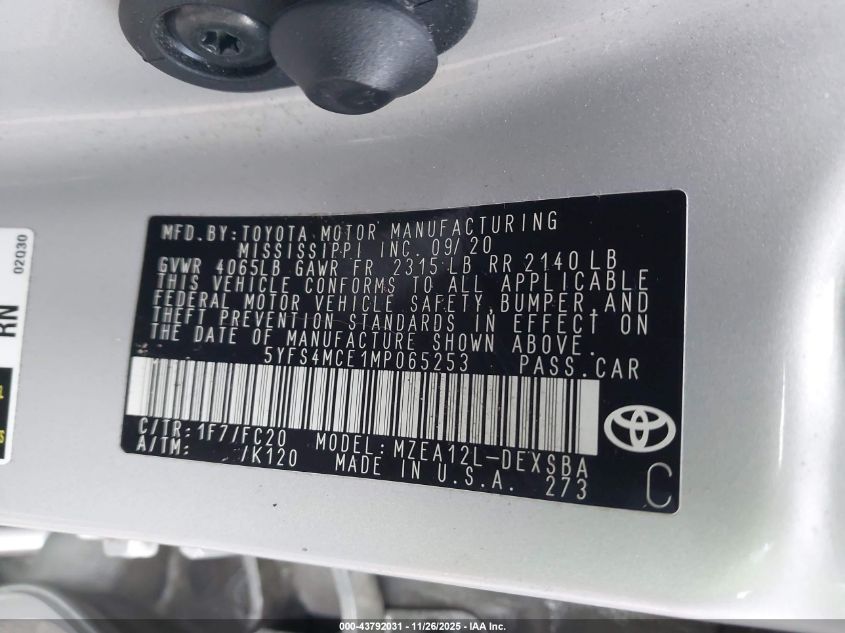 MFD.BY:TOYOTA MOTOR MANUFACTURING
MISSISSIPPI INC. 09/20
GVWR 4065LB GAWR FR 2315LB RR 2140LB
THIS VEHICLE CONFORMS TO ALL APPLICABLE
FEDERAL MOTOR VEHICLE SAFETY, BUMPER, AND
THEFT PREVENTION STANDARDS IN EFFECT ON
THE DATE OF MANUFACTURE SHOWN ABOVE.
5YFS4MCE1MP065253 PASS.CAR
C/TR: 1F7/FC20 MODEL: MZEA12L-DEXSBA
A/TM: /K120 MADE IN U.S.A. 273
C
02030
RN
000-43792031 - 11/26/2025 - IAA Inc.